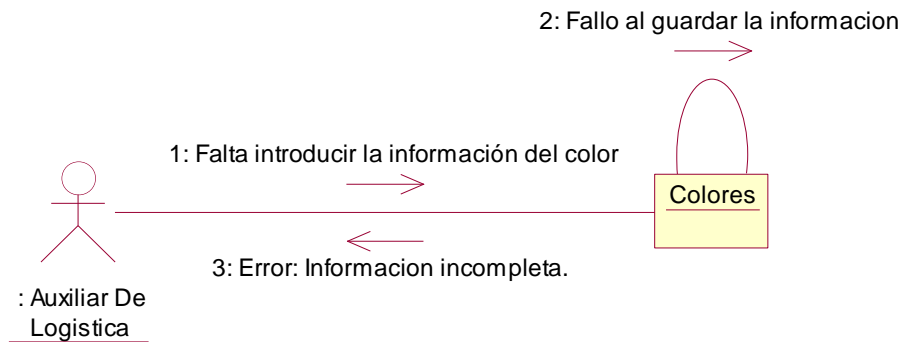 2: Fallo al guardar la informacion
1: Falta introducir la información del color
Colores
3: Error: Informacion incompleta.
: Auxiliar De
Logistica